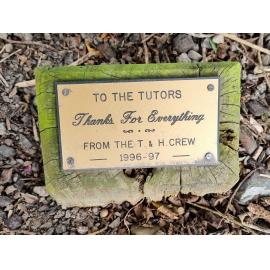 TO THE TUTORS
Thanks For Everything
FROM THE T. & H. CREW
1996-97